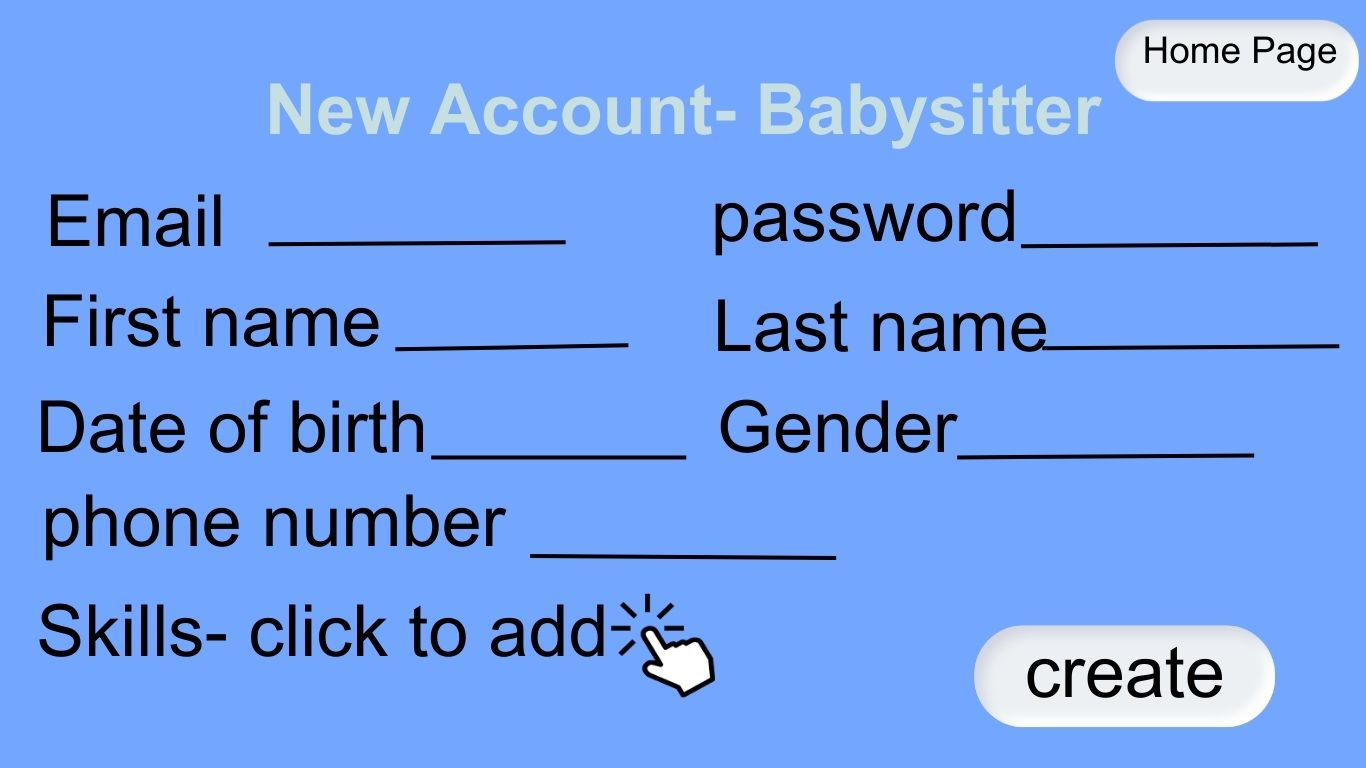 Home Page
New Account- Babysitter
Email
password
First name
Last name
Date of birth
Gender
phone number
Skills- click to add
create